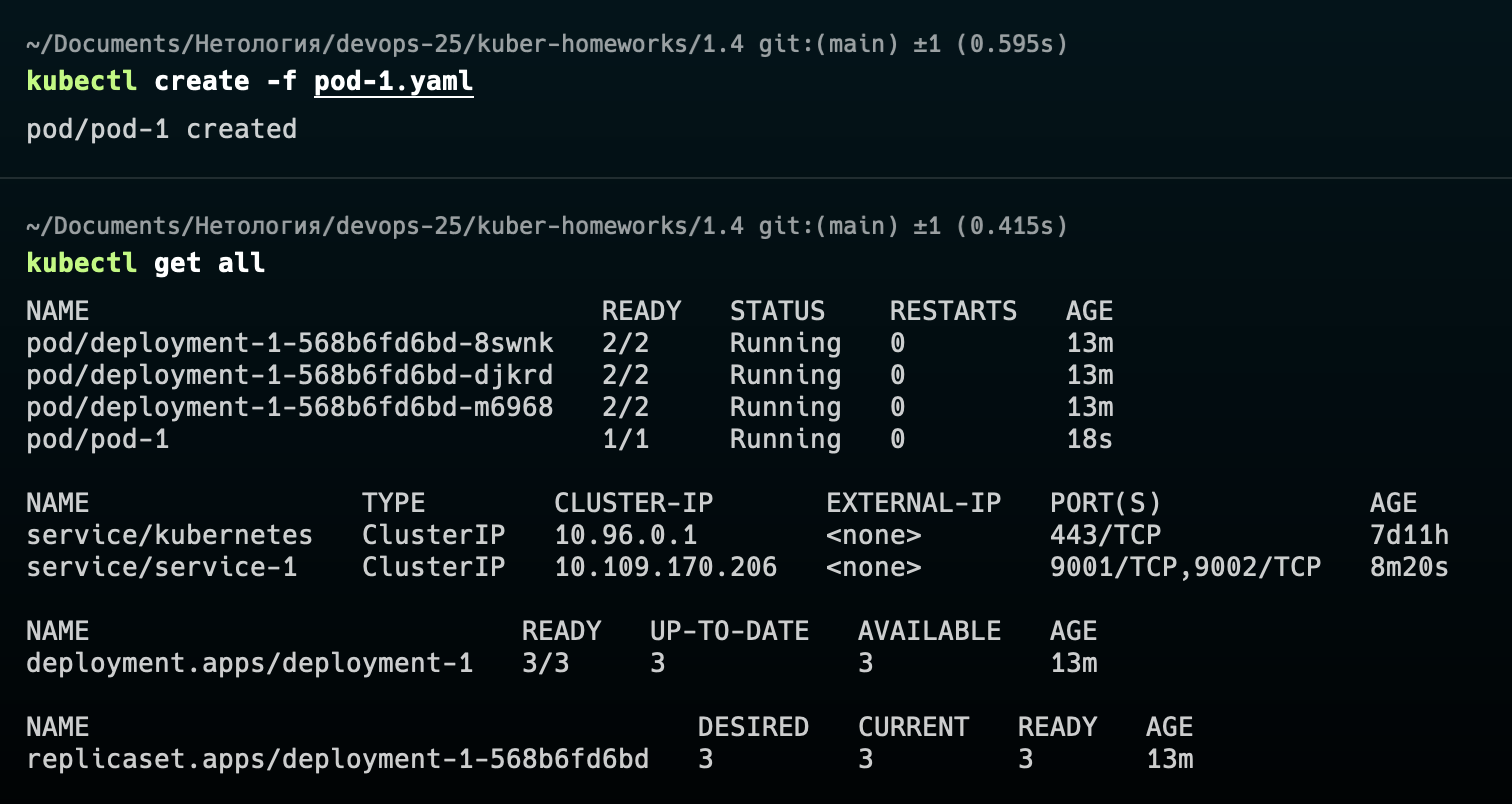 ~/Documents/Нетология/devops-25/kuber-homeworks/1.4 git:(main) ±1 (0.595s)
kubectl create -f pod-1.yaml
pod/pod-1 created
~/Documents/Нетология/devops-25/kuber-homeworks/1.4 git:(main) ±1 (0.415s)
kubectl get all
NAME READY STATUS RESTARTS AGE
pod/deployment-1-568b6fd6bd-8swnk 2/2 Running 0 13m
pod/deployment-1-568b6fd6bd-djkrd 2/2 Running 0 13m
pod/deployment-1-568b6fd6bd-m6968 2/2 Running 0 13m
pod/pod-1 1/1 Running 0 18s
NAME TYPE CLUSTER-IP EXTERNAL-IP PORT(S) AGE
service/kubernetes ClusterIP 10.96.0.1 <none> 443/TCP 7d11h
service/service-1 ClusterIP 10.109.170.206 <none> 9001/TCP,9002/TCP 8m20s
NAME READY UP-TO-DATE AVAILABLE AGE
deployment.apps/deployment-1 3/3 3 3 13m
NAME DESIRED CURRENT READY AGE
replicaset.apps/deployment-1-568b6fd6bd 3 3 3 13m